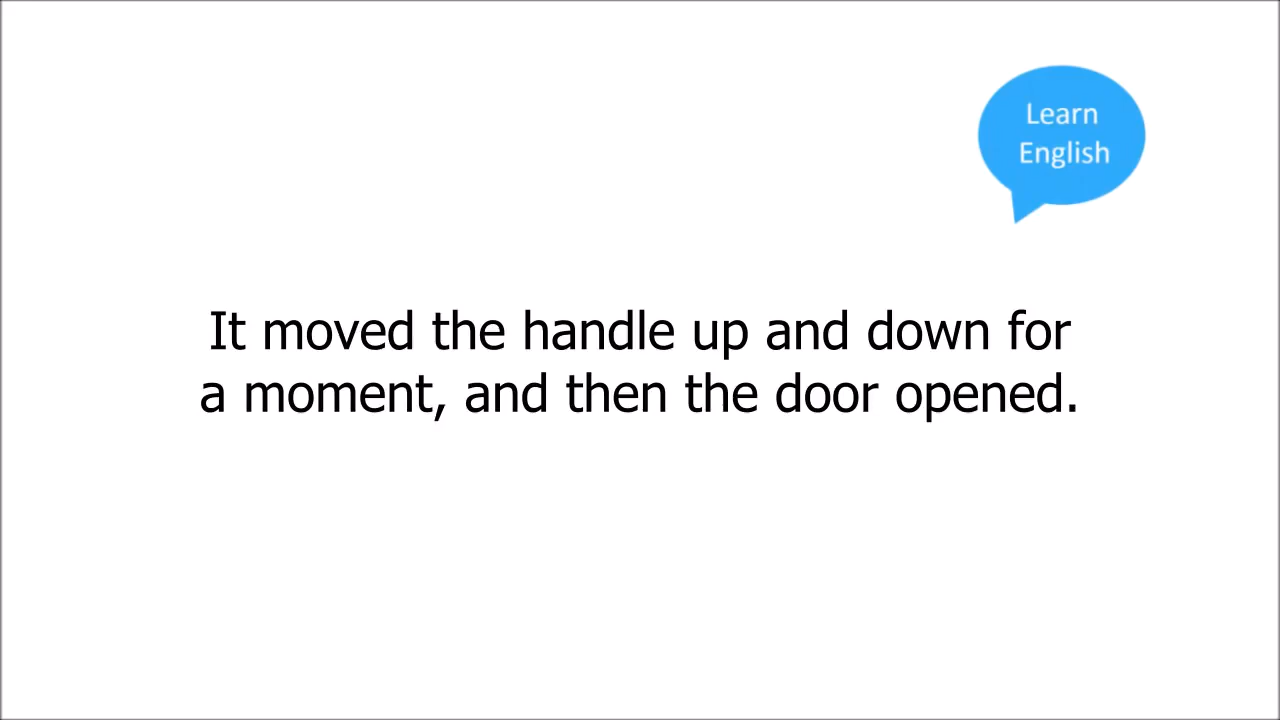 Learn
English
It moved the handle up and down for
a moment, and then the door opened.